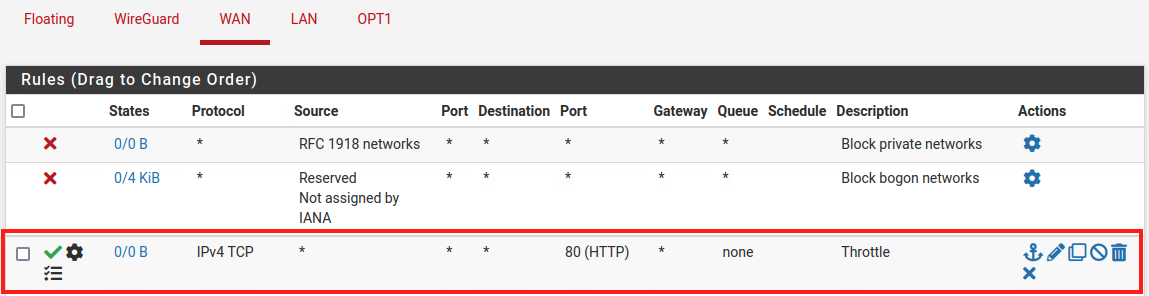 Floating WireGuard WAN LAN OPT1
Rules (Drag to Change Order)
States Protocol Source Port Destination Port Gateway Queue Schedule Description Actions
0/0 B * RFC 1918 networks * * * * * Block private networks
0/4 KiB * Reserved * * * * * Block bogon networks
Not assigned by
IANA
0/0 B IPv4 TCP * * * 80 (HTTP) * none Throttle